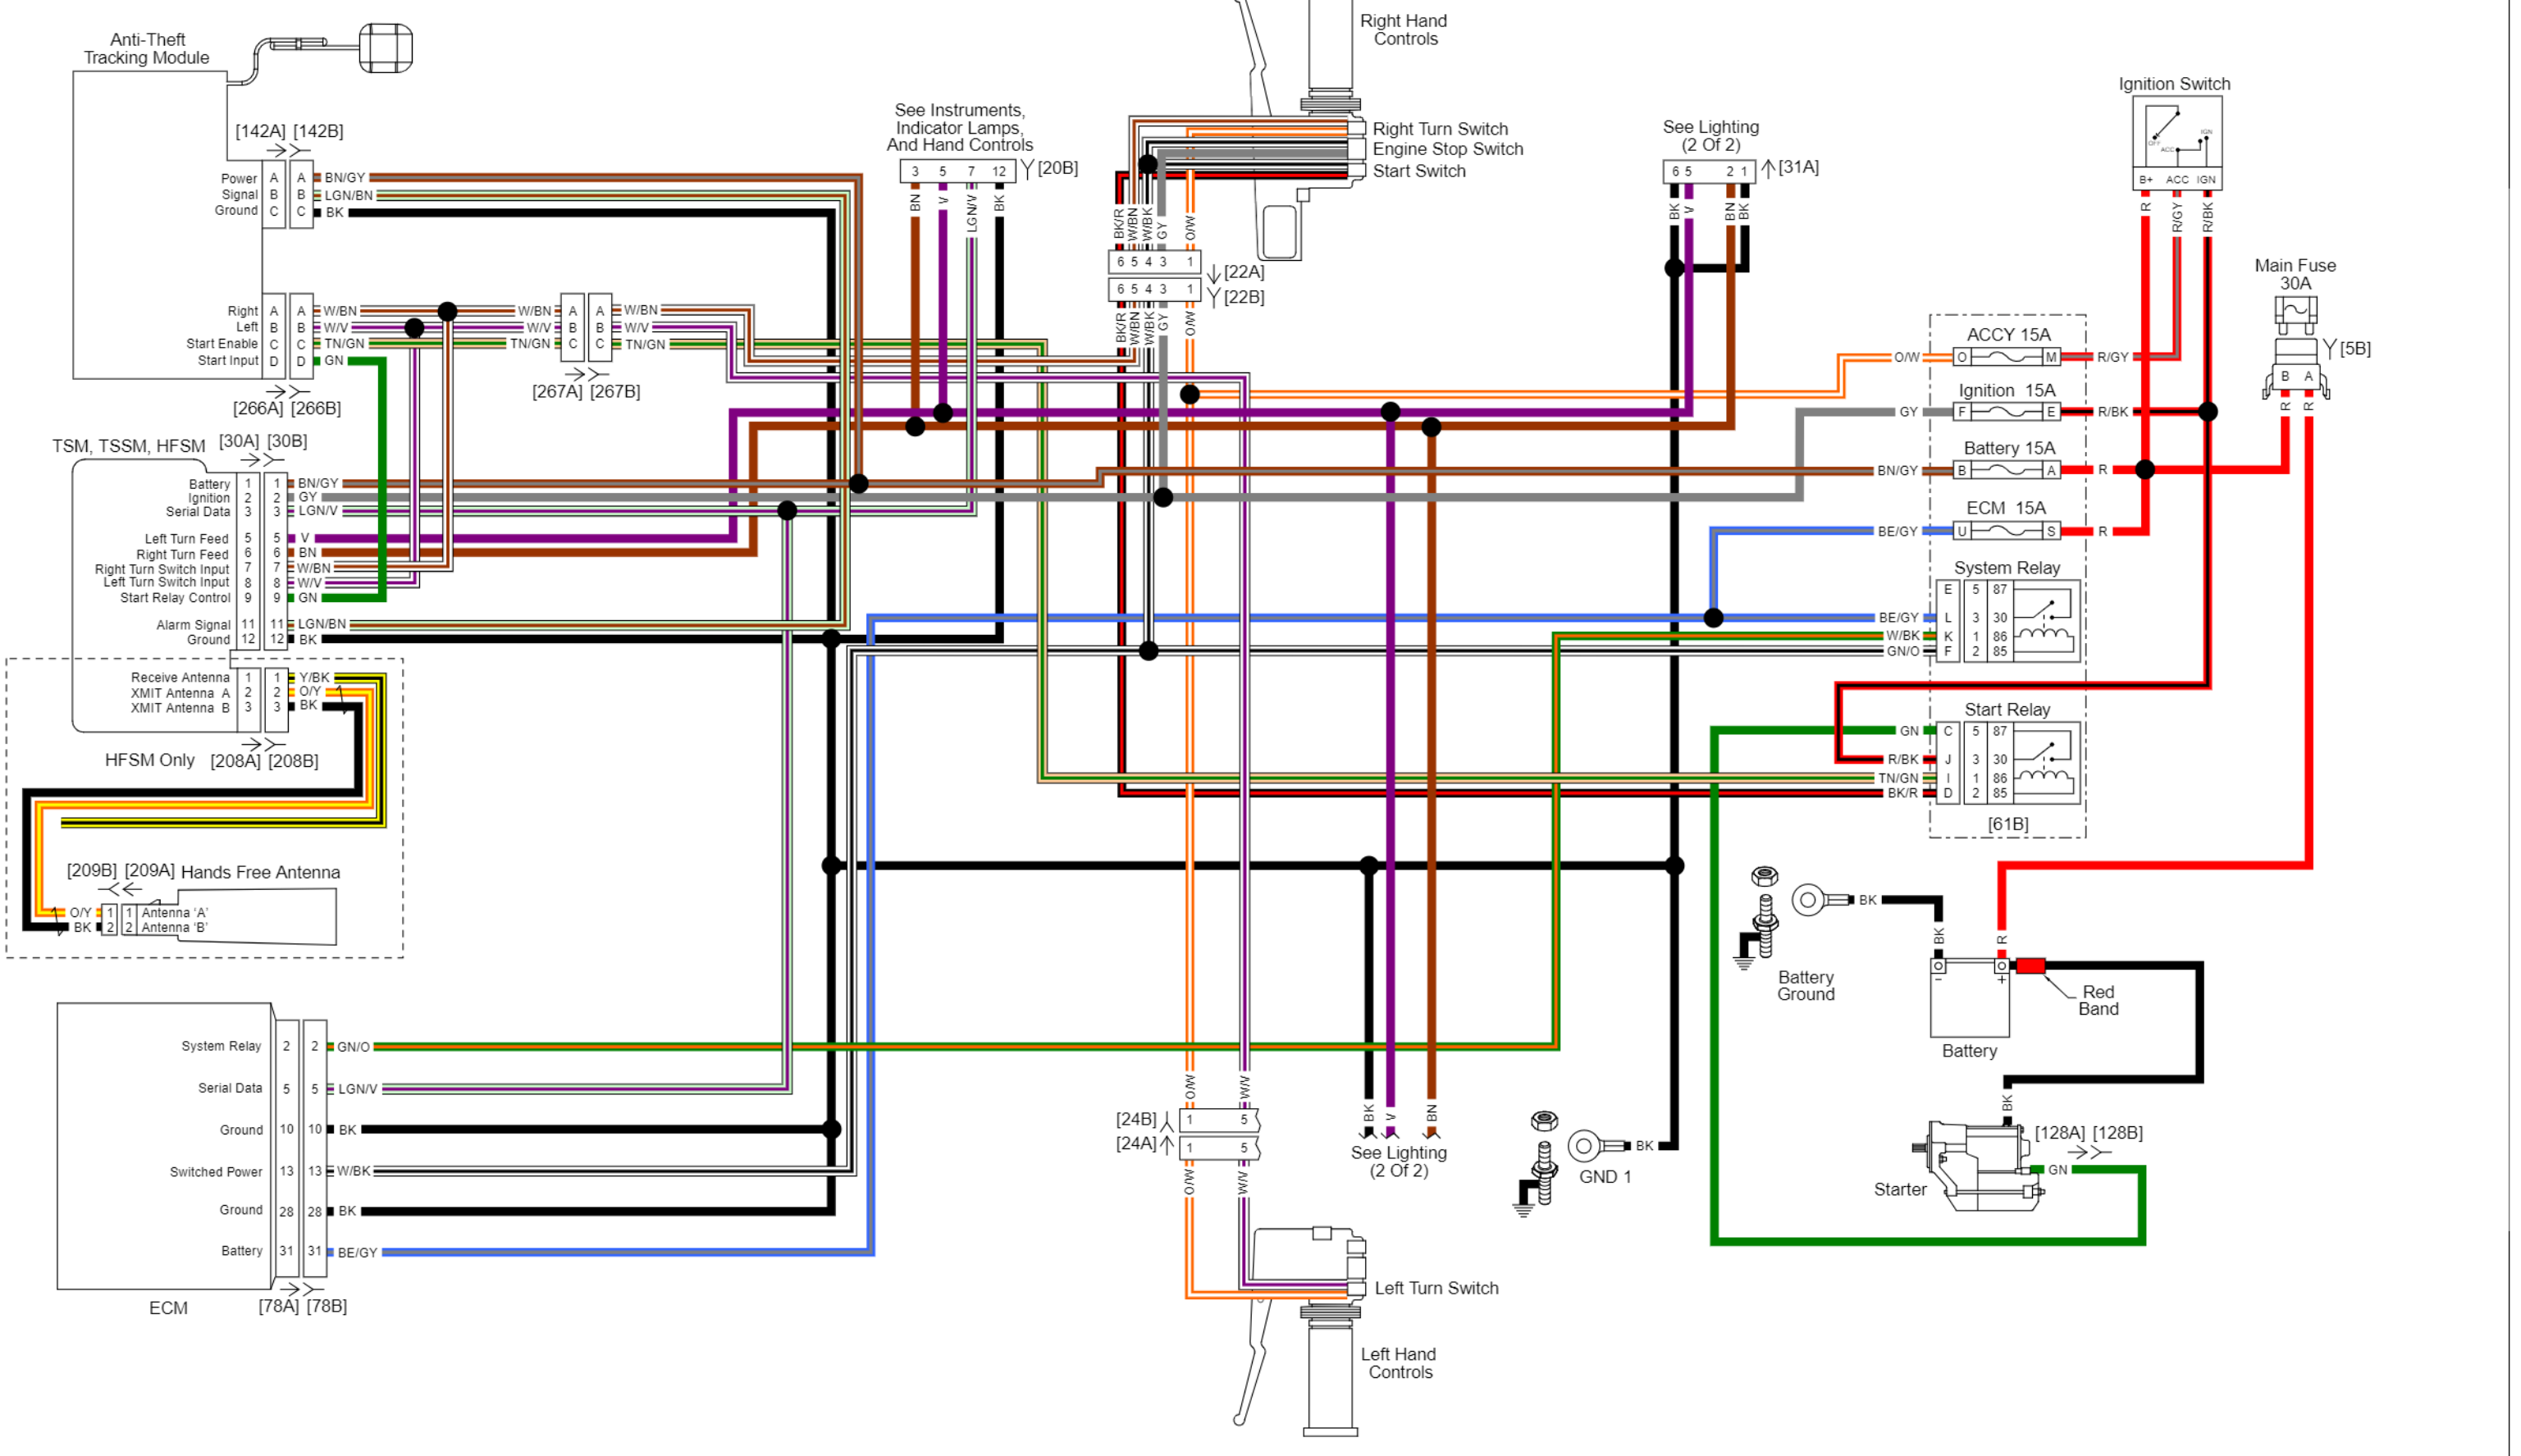 Anti-Theft
Tracking Module
[142A] [142B]
Power A A BN/GY
Signal B B LGN/BN
Ground C C BK
Right A A W/BN W/BN A A W/BN
Left B B W/V W/V B B W/V
Start Enable C C TN/GN TN/GN C C TN/GN
Start Input D D GN
[266A] [266B]
[267A] [267B]
TSM, TSSM, HFSM [30A] [30B]
Battery 1 1 BN/GY
Ignition 2 2 GY
Serial Data 3 3 LGN/V
Left Turn Feed 5 5 V
Right Turn Feed 6 6 BN
Right Turn Switch Input 7 7 W/BN
Left Turn Switch Input 8 8 W/V
Start Relay Control 9 9 GN
Alarm Signal 11 11 LGN/BN
Ground 12 12 BK
Receive Antenna 1 1 Y/BK
XMIT Antenna A 2 2 O/Y
XMIT Antenna B 3 3 BK
HFSM Only [208A] [208B]
[209B] [209A] Hands Free Antenna
O/Y 1 1 Antenna ‘A’
BK 2 2 Antenna ‘B’
System Relay 2 2 GN/O
Serial Data 5 5 LGN/V
Ground 10 10 BK
Switched Power 13 13 W/BK
Ground 28 28 BK
Battery 31 31 BE/GY
ECM [78A] [78B]
See Instruments,
Indicator Lamps,
And Hand Controls
3 5 7 12 [20B]
BN V LGN/V BK
Right Hand
Controls
Right Turn Switch
Engine Stop Switch
Start Switch
BK/R W/BN W/BK GY O/W
6 5 4 3 1 [22A]
6 5 4 3 1 [22B]
BK/R W/BN W/BK GY O/W
See Lighting
(2 Of 2)
6 5 2 1 [31A]
BK V BN BK
Ignition Switch
OFF ACC IGN
B+ ACC IGN
R R/GY R/BK
Main Fuse
30A
[5B]
B A
R R
ACCY 15A
O/W O M R/GY
Ignition 15A
GY F E R/BK
Battery 15A
BN/GY B A R
ECM 15A
BE/GY U S R
System Relay
E 5 87
BE/GY L 3 30
W/BK K 1 86
GN/O F 2 85
Start Relay
GN C 5 87
R/BK J 3 30
TN/GN I 1 86
BK/R D 2 85
[61B]
BK
BK R
- +
Battery
Ground
Red
Band
Battery
BK
[128A] [128B]
GN
Starter
O/W W/V
[24B] 1 5
[24A] 1 5
O/W W/V
BK V BN
See Lighting
(2 Of 2)
BK
GND 1
Left Turn Switch
Left Hand
Controls